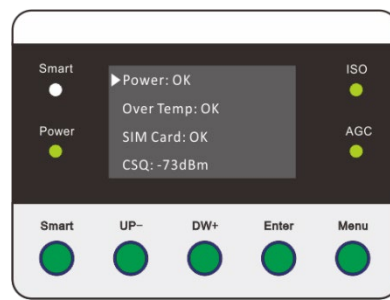 Smart
ISO
Power: OK
Over Temp: OK
Power
AGC
SIM Card: OK
CSQ: -73dBm
Smart
UP-
DW+
Enter
Menu